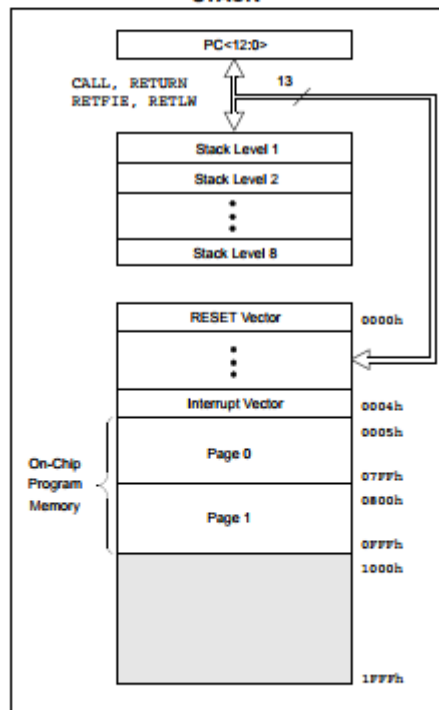 STACK
PC<12:0>
CALL, RETURN
RETFIE, RETLW
13
Stack Level 1
Stack Level 2
Stack Level 8
RESET Vector
0000h
Interrupt Vector
0004h
0005h
On-Chip
Program
Memory
Page 0
07FFh
0800h
Page 1
0FFFh
1000h
1FFFh